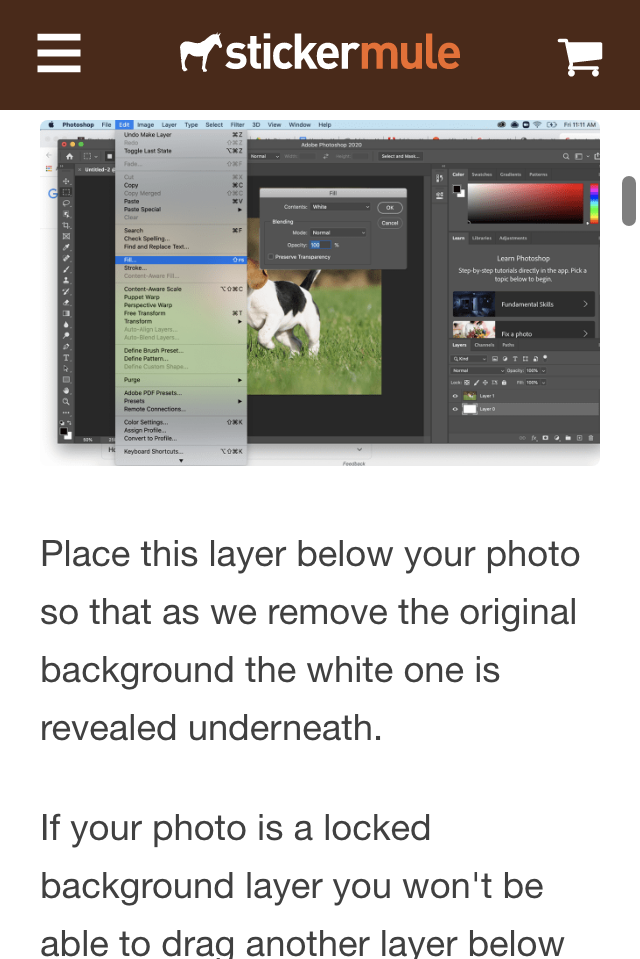 stickermule
Photoshop File Edit Image Layer Type Select Filter 3D View Window Help Fri 11:11 AM
Adobe Photoshop 2020
Undo Make Layer ⌘Z
Redo ⇧⌘Z
Toggle Last State ⌥⌘Z
Fade... ⇧⌘F
Cut ⌘X
Copy ⌘C
Copy Merged ⇧⌘C
Paste ⌘V
Paste Special
Clear
Search ⌘F
Check Spelling...
Find and Replace Text...
Fill... ⇧F5
Stroke...
Content-Aware Fill...
Content-Aware Scale ⌥⇧⌘C
Puppet Warp
Perspective Warp
Free Transform ⌘T
Transform
Auto-Align Layers...
Auto-Blend Layers...
Define Brush Preset...
Define Pattern...
Define Custom Shape...
Purge
Adobe PDF Presets...
Presets
Remote Connections...
Color Settings... ⇧⌘K
Assign Profile...
Convert to Profile...
Keyboard Shortcuts... ⌥⇧⌘K
Normal
Select and Mask...
Untitled-2
50%
Fill
Contents: White
OK
Cancel
Blending
Mode: Normal
Opacity: 100 %
Preserve Transparency
Color Swatches Gradients Patterns
Learn Libraries Adjustments
Learn Photoshop
Step-by-step tutorials directly in the app. Pick a
topic below to begin.
Fundamental Skills
Fix a photo
Layers Channels Paths
Kind
Normal Opacity: 100%
Lock: Fill: 100%
Layer 1
Layer 0
Feedback
Place this layer below your photo
so that as we remove the original
background the white one is
revealed underneath.
If your photo is a locked
background layer you won't be
able to drag another layer below